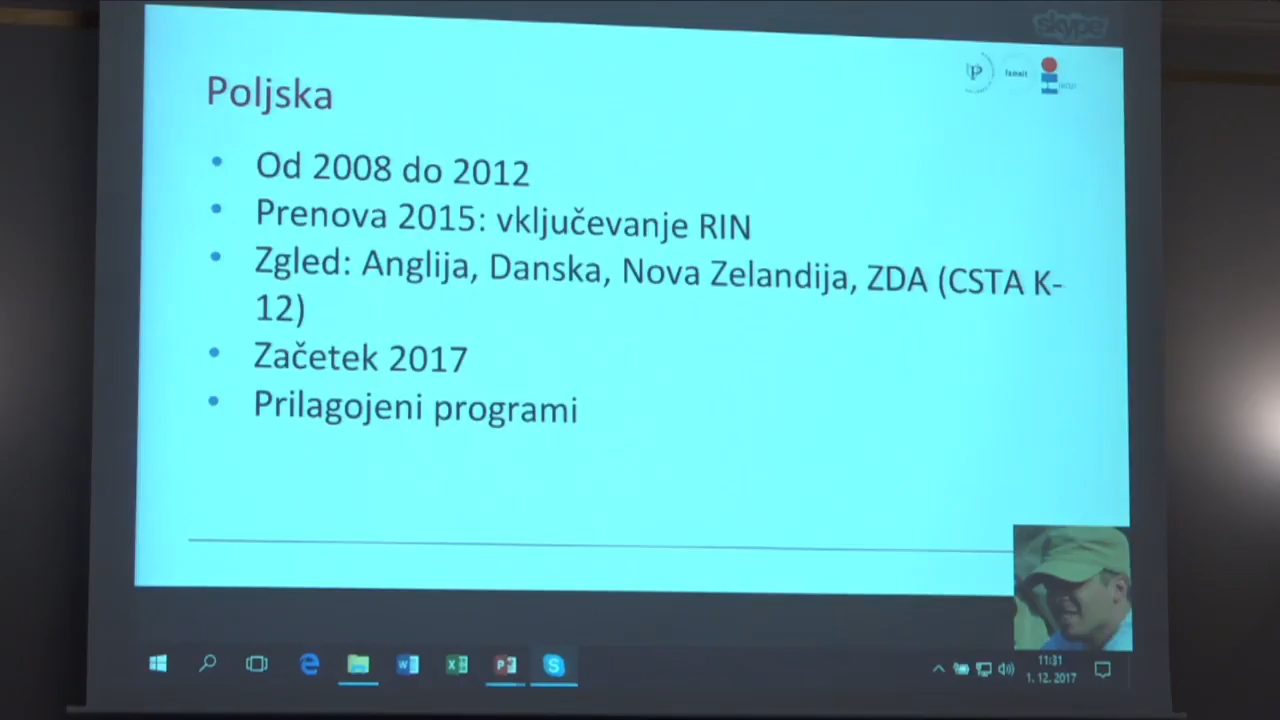 skype
Poljska
• Od 2008 do 2012
• Prenova 2015: vključevanje RIN
• Zgled: Anglija, Danska, Nova Zelandija, ZDA (CSTA K-
12)
• Začetek 2017
• Prilagojeni programi
11:31
1. 12. 2017